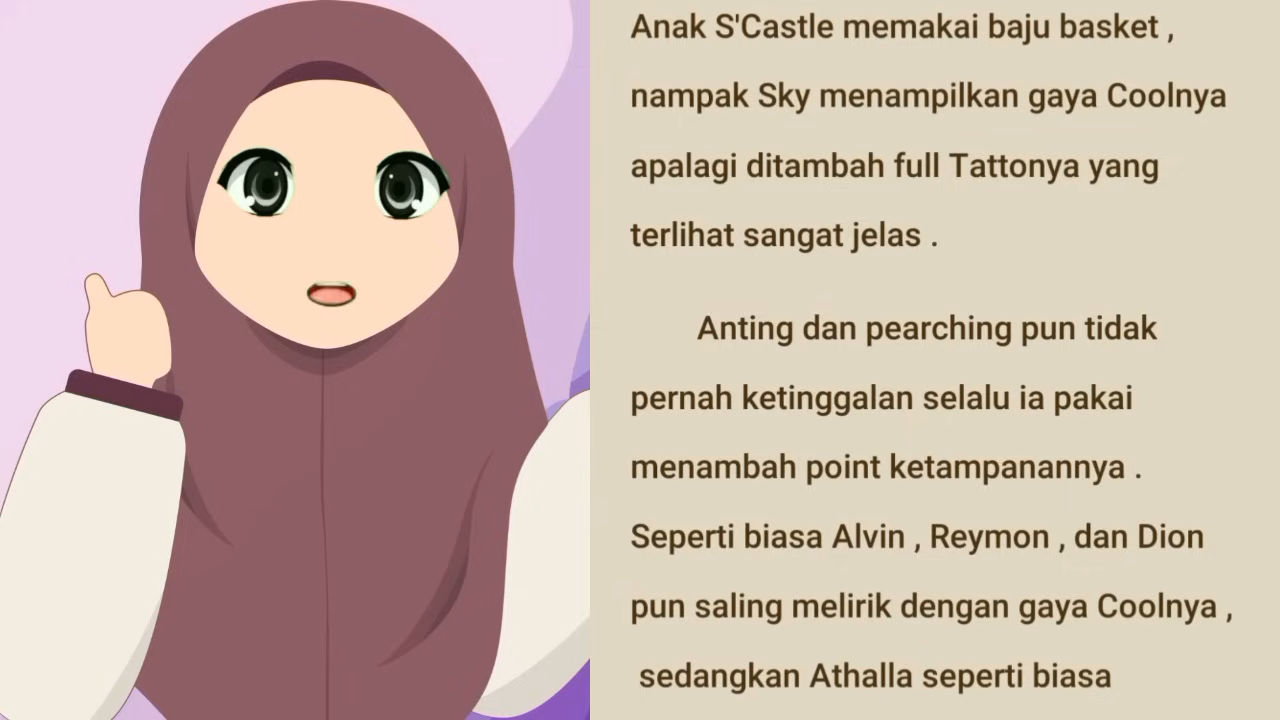 Anak S'Castle memakai baju basket ,
nampak Sky menampilkan gaya Coolnya
apalagi ditambah full Tattonya yang
terlihat sangat jelas .
Anting dan pearching pun tidak
pernah ketinggalan selalu ia pakai
menambah point ketampanannya .
Seperti biasa Alvin , Reymon , dan Dion
pun saling melirik dengan gaya Coolnya ,
sedangkan Athalla seperti biasa